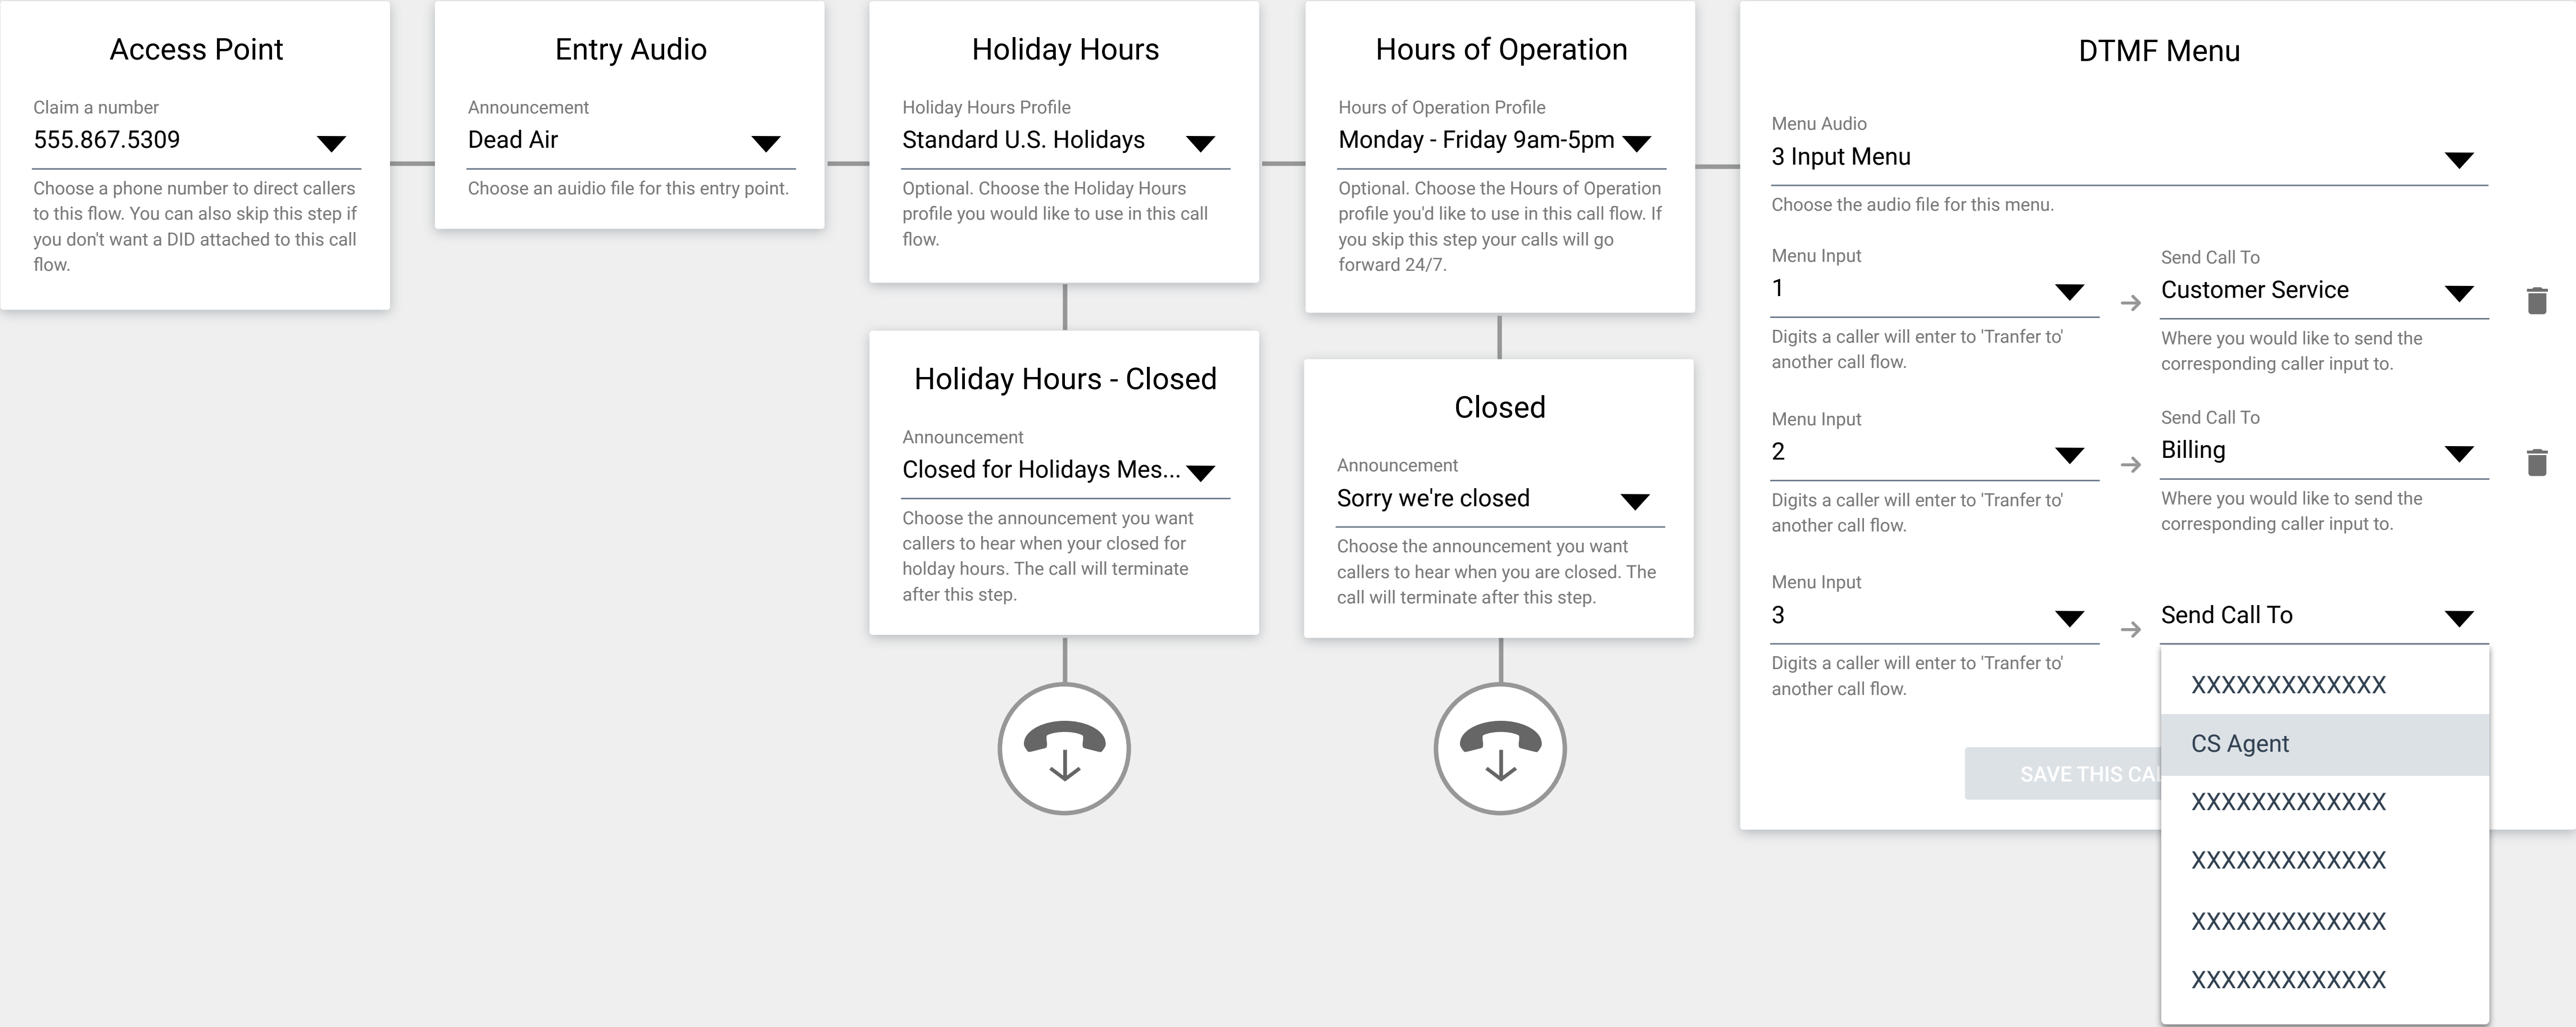 Access Point
Claim a number
555.867.5309
Choose a phone number to direct callers
to this flow. You can also skip this step if
you don't want a DID attached to this call
flow.
Entry Audio
Announcement
Dead Air
Choose an auidio file for this entry point.
Holiday Hours
Holiday Hours Profile
Standard U.S. Holidays
Optional. Choose the Holiday Hours
profile you would like to use in this call
flow.
Holiday Hours - Closed
Announcement
Closed for Holidays Mes...
Choose the announcement you want
callers to hear when your closed for
holday hours. The call will terminate
after this step.
Hours of Operation
Hours of Operation Profile
Monday - Friday 9am-5pm
Optional. Choose the Hours of Operation
profile you'd like to use in this call flow. If
you skip this step your calls will go
forward 24/7.
Closed
Announcement
Sorry we're closed
Choose the announcement you want
callers to hear when you are closed. The
call will terminate after this step.
DTMF Menu
Menu Audio
3 Input Menu
Choose the audio file for this menu.
Menu Input
1
Digits a caller will enter to 'Tranfer to'
another call flow.
Send Call To
Customer Service
Where you would like to send the
corresponding caller input to.
Menu Input
2
Digits a caller will enter to 'Tranfer to'
another call flow.
Send Call To
Billing
Where you would like to send the
corresponding caller input to.
Menu Input
3
Digits a caller will enter to 'Tranfer to'
another call flow.
Send Call To
XXXXXXXXXXXXX
CS Agent
XXXXXXXXXXXXX
XXXXXXXXXXXXX
XXXXXXXXXXXXX
XXXXXXXXXXXXX
SAVE THIS